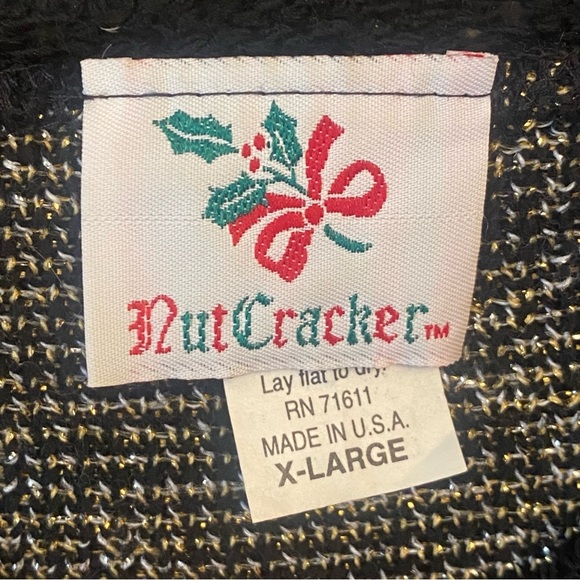 NutCracker™
Lay flat to dry.
RN 71611
MADE IN U.S.A.
X-LARGE